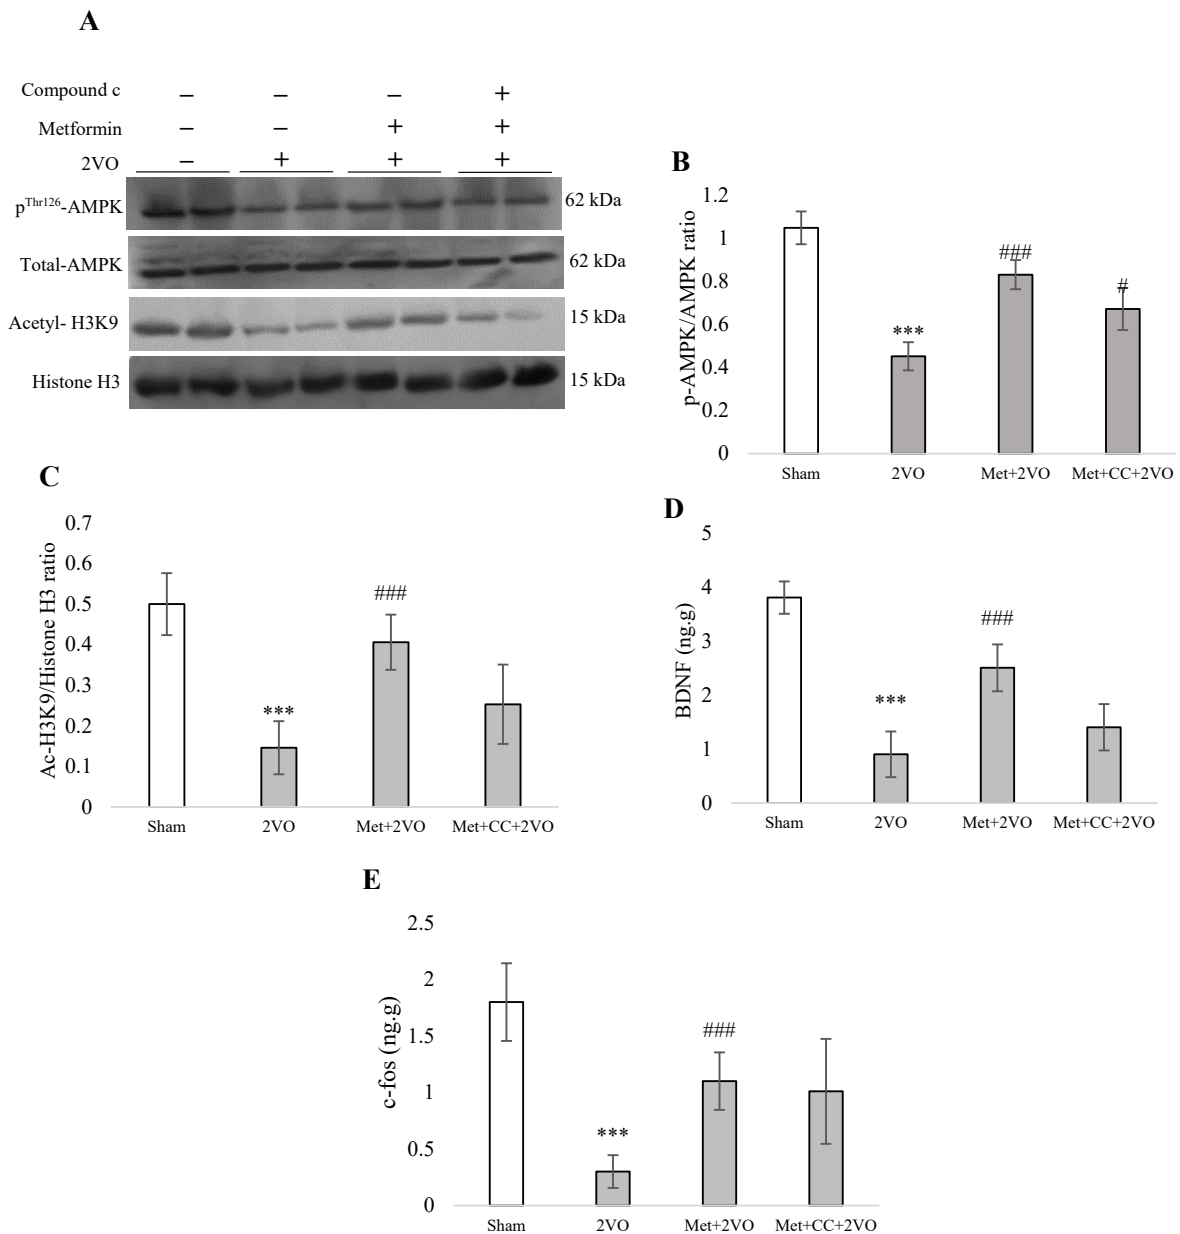 A
Compound c − − − +
Metformin − − + +
2VO − + + +
pThr126-AMPK 62 kDa
Total-AMPK 62 kDa
Acetyl- H3K9 15 kDa
Histone H3 15 kDa
B
p-AMPK/AMPK ratio
1.2
1
0.8
0.6
0.4
0.2
0
***
###
#
Sham 2VO Met+2VO Met+CC+2VO
C
Ac-H3K9/Histone H3 ratio
0.7
0.6
0.5
0.4
0.3
0.2
0.1
0
***
###
Sham 2VO Met+2VO Met+CC+2VO
D
BDNF (ng.g)
5
4
3
2
1
0
***
###
Sham 2VO Met+2VO Met+CC+2VO
E
c-fos (ng.g)
2.5
2
1.5
1
0.5
0
***
###
Sham 2VO Met+2VO Met+CC+2VO